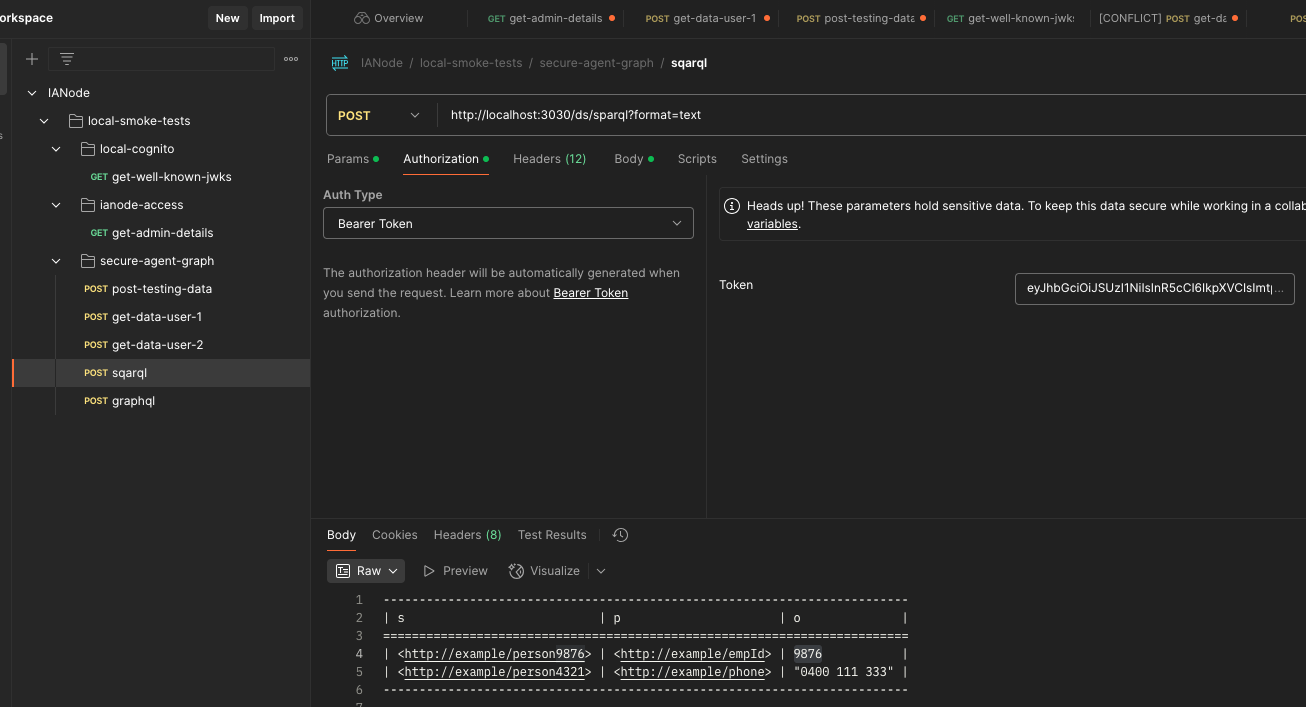 orkspace
New
Import
Overview
GET get-admin-details
POST get-data-user-1
POST post-testing-data
GET get-well-known-jwks
[CONFLICT] POST get-da
POS
IANode / local-smoke-tests / secure-agent-graph / sqarql
HTTP
IANode
local-smoke-tests
local-cognito
GET get-well-known-jwks
ianode-access
GET get-admin-details
secure-agent-graph
POST post-testing-data
POST get-data-user-1
POST get-data-user-2
POST sqarql
POST graphql
POST
http://localhost:3030/ds/sparql?format=text
Params
Authorization
Headers (12)
Body
Scripts
Settings
Auth Type
Bearer Token
The authorization header will be automatically generated when
you send the request. Learn more about Bearer Token
authorization.
Heads up! These parameters hold sensitive data. To keep this data secure while working in a collab
variables.
Token
Body
Cookies
Headers (8)
Test Results
Raw
Preview
Visualize
1 -------------------------------------------------------------------------
2 | s | p | o |
3 =========================================================================
4 | <http://example/person9876> | <http://example/empId> | 9876 |
5 | <http://example/person4321> | <http://example/phone> | "0400 111 333" |
6 -------------------------------------------------------------------------
7